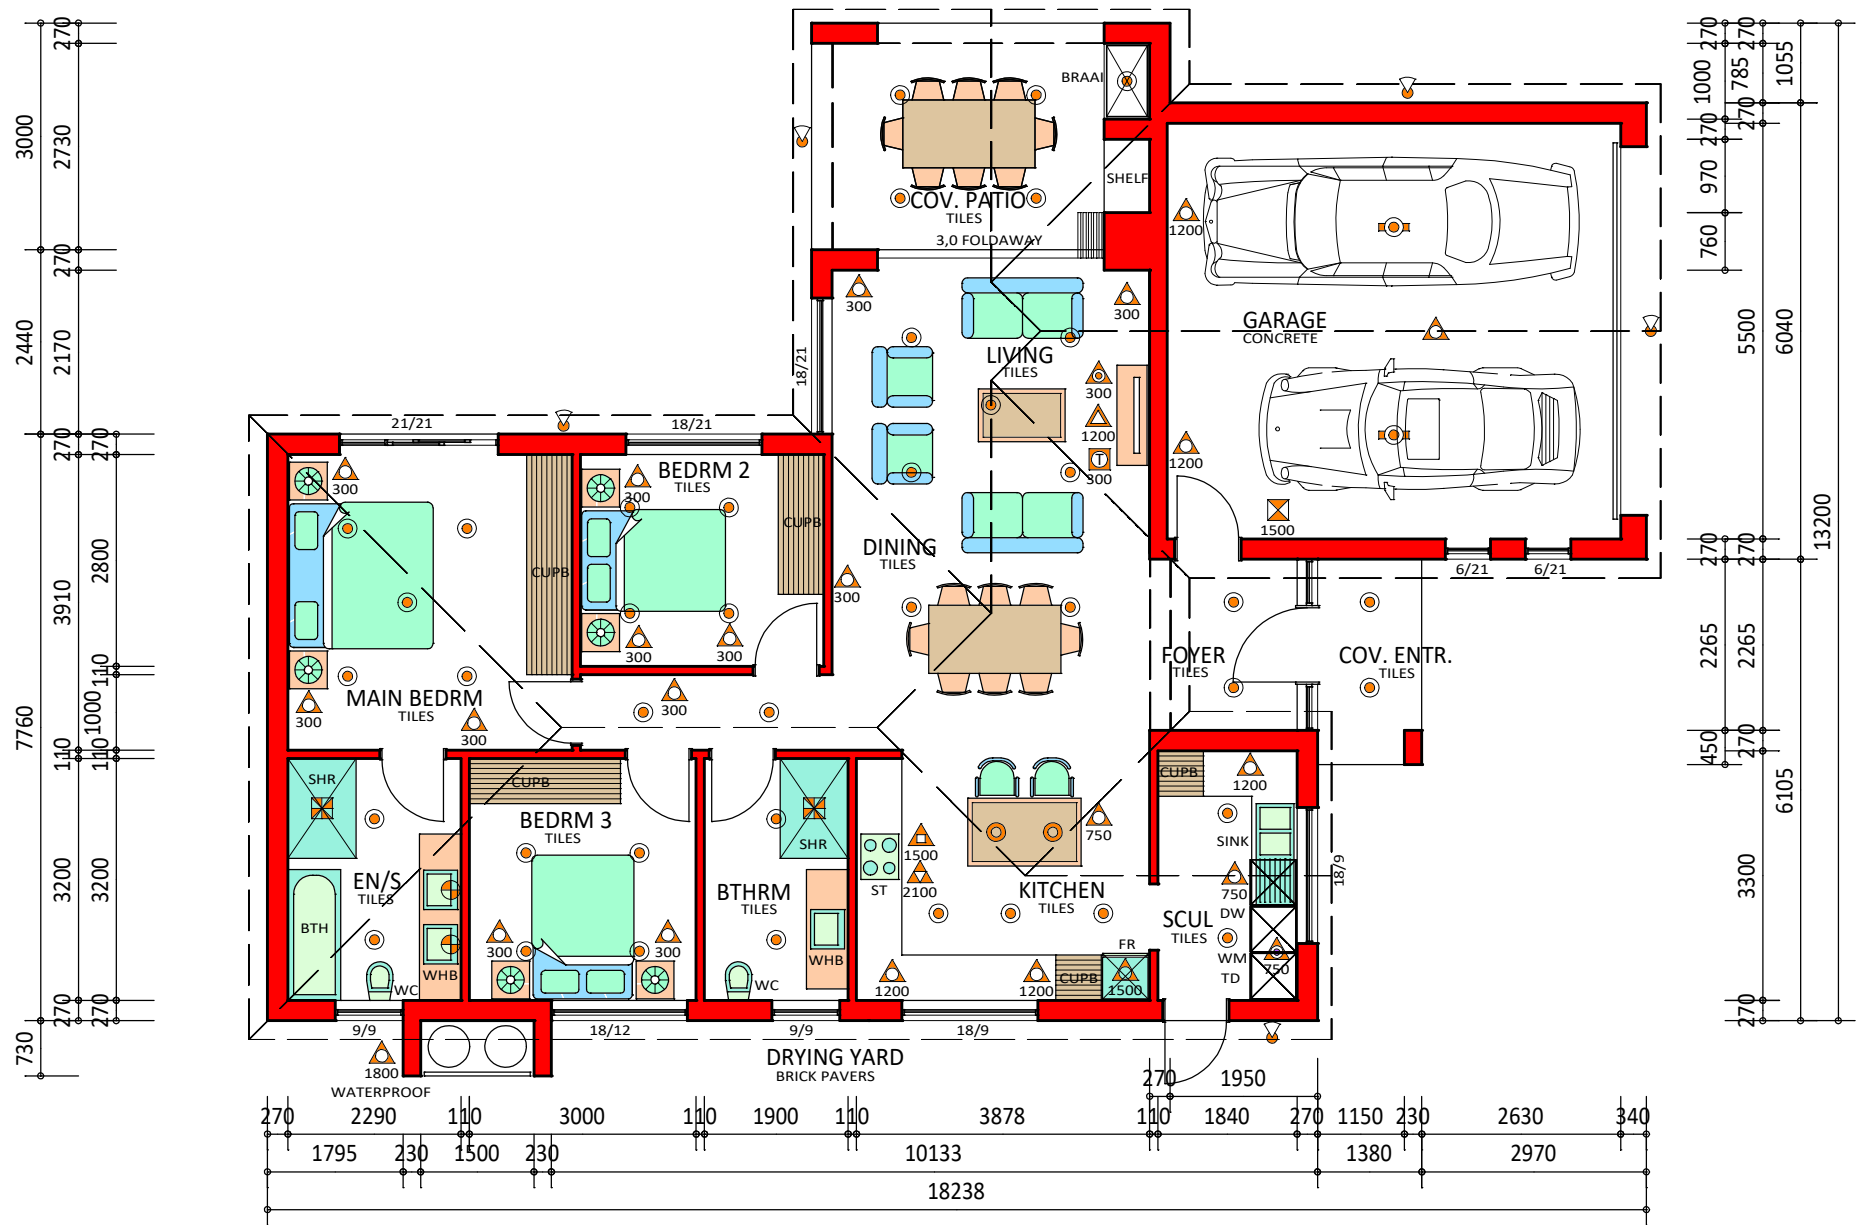 270
3000
2730
270
2440
2170
270
270
2800
3910
110
1000
7760
110
110
3200
3200
270
270
730
270
270
1055
1000
785
270
270
970
760
5500
6040
13200
270
270
2265
2265
450
270
6105
3300
270
BRAAI
COV. PATIO
TILES
SHELF
3,0 FOLDAWAY
1200
300
300
GARAGE
CONCRETE
LIVING
TILES
18/21
300
1200
300
1200
1500
21/21
18/21
BEDRM 2
TILES
300
300
CUPB
CUPB
DINING
TILES
300
6/21
6/21
300
300
FOYER
TILES
COV. ENTR.
TILES
MAIN BEDRM
TILES
300
300
300
SHR
CUPB
BEDRM 3
TILES
SHR
CUPB
1200
750
1500
2100
ST
SINK
18/9
EN/S
TILES
BTH
WHB
WC
300
300
BTHRM
TILES
WHB
WC
KITCHEN
TILES
750
SCUL
TILES
DW
WM
750
TD
FR
1200
1200
CUPB
1500
9/9
18/12
9/9
18/9
1800
WATERPROOF
DRYING YARD
BRICK PAVERS
270
1950
270
2290
110
3000
110
1900
110
3878
110
1840
270
1150
230
2630
340
1795
230
1500
230
10133
1380
2970
18238